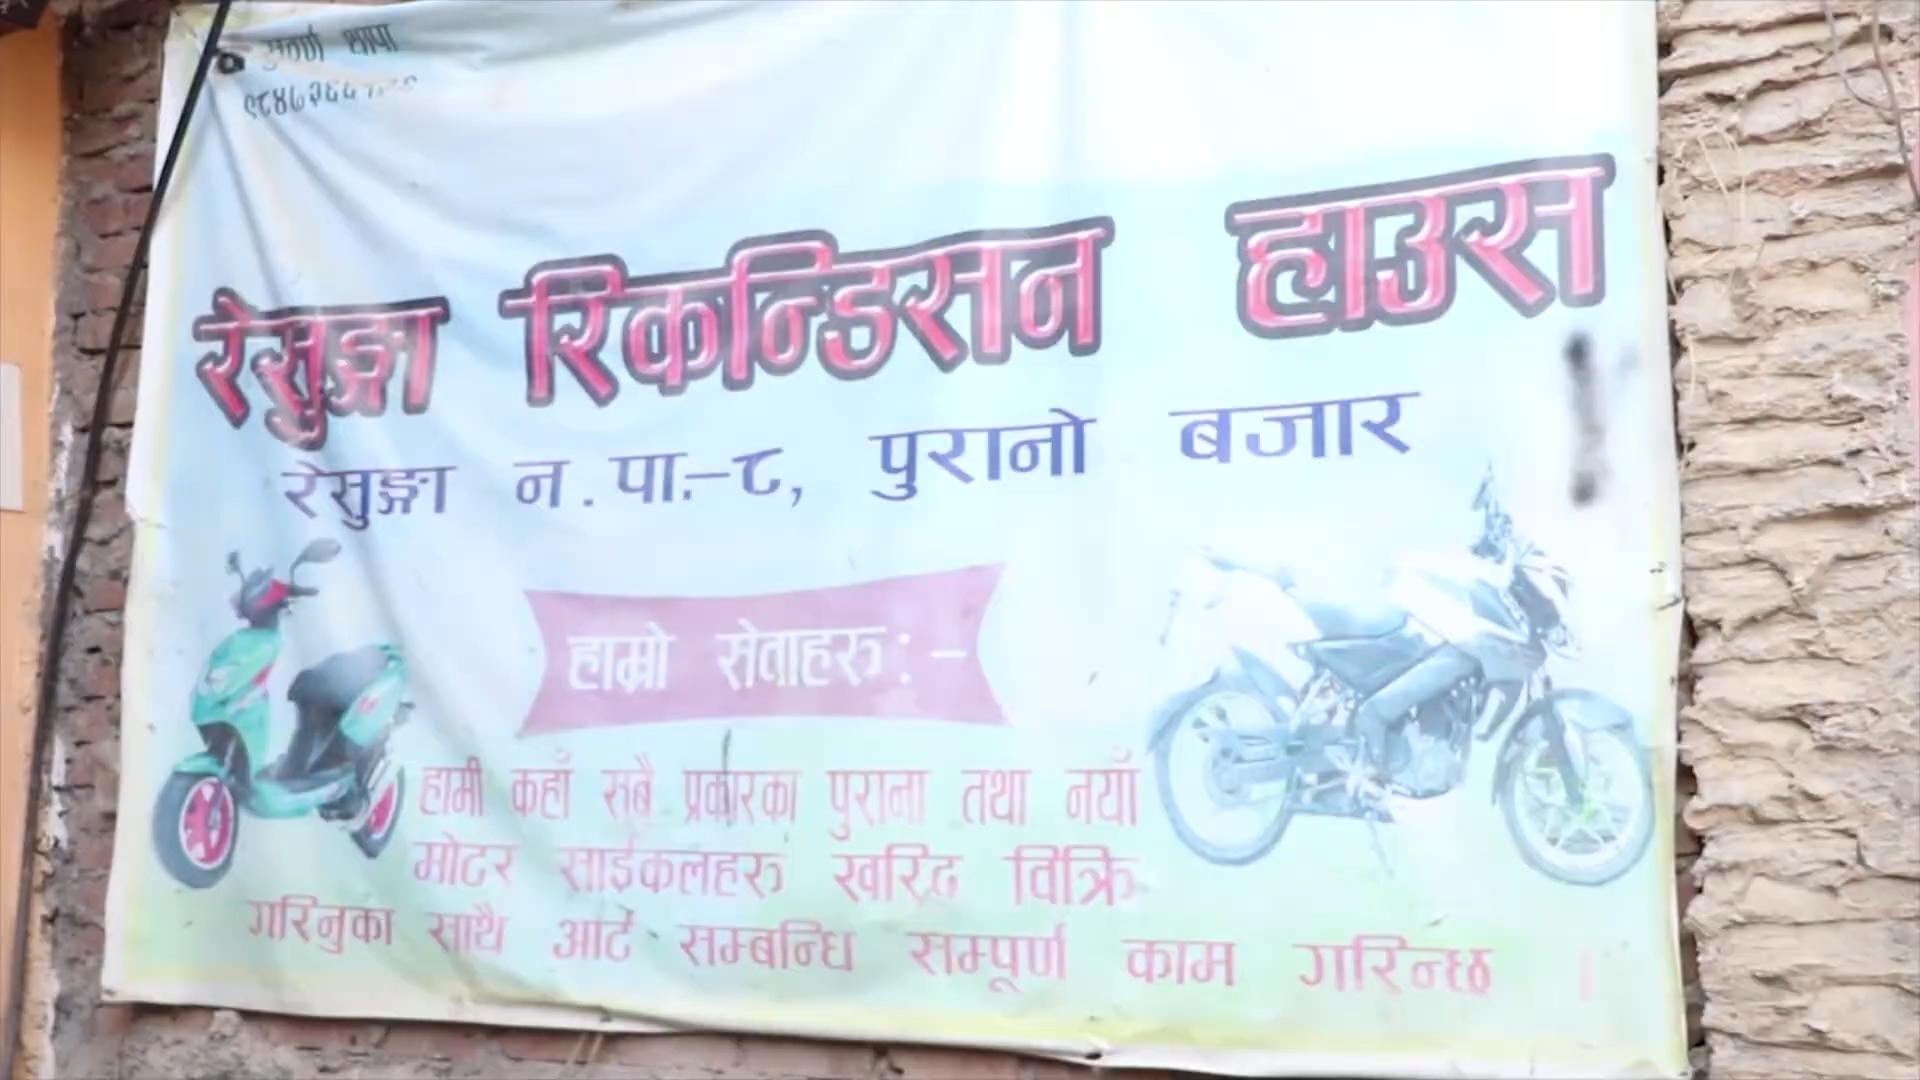 थापा
रेसुङ्गा रिकन्डिसन हाउस
रेसुङ्गा न.पा.-८, पुरानो बजार
हाम्रो सेवाहरु:-
हामी कहाँ सबै प्रकारका पुराना तथा नयाँ
मोटर साईकलहरु खरिद विक्रि
गरिनुका साथै आर्ट सम्बन्धि सम्पूर्ण काम गरिन्छ ।